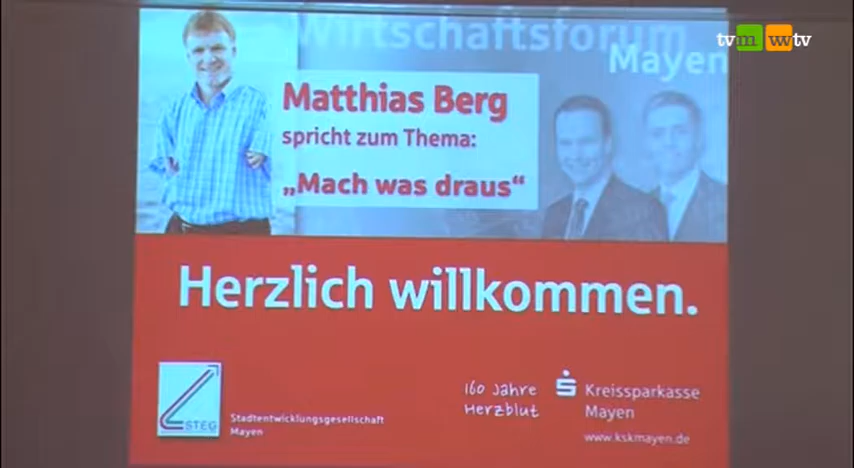 Wirtschaftsforum
Mayen
tvm wwtv
Matthias Berg
spricht zum Thema:
„Mach was draus“
Herzlich willkommen.
STEG
Stadtentwicklungsgesellschaft
Mayen
160 Jahre
Herzblut
Kreissparkasse
Mayen
www.kskmayen.de